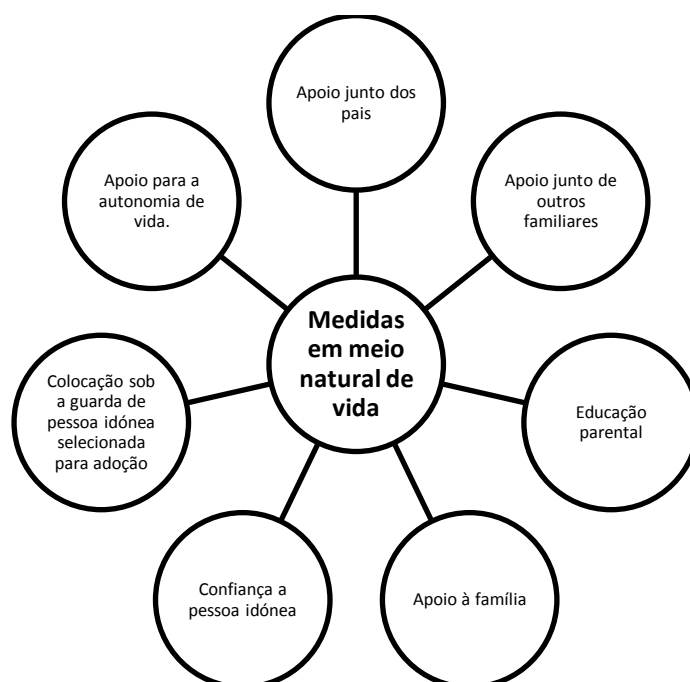 Apoio junto dos
pais
Apoio para a
autonomia de
vida.
Apoio junto de
outros
familiares
Medidas
em meio
natural de
vida
Colocação sob
a guarda de
pessoa idónea
selecionada
para adoção
Educação
parental
Confiança a
pessoa idónea
Apoio à família